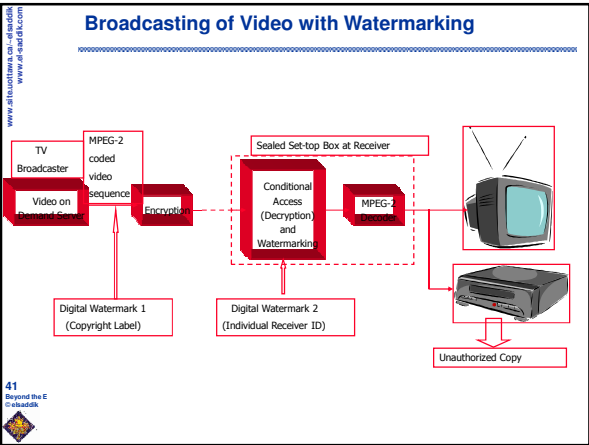 www.site.uottawa.ca/~elsaddik
www.el-saddik.com
Broadcasting of Video with Watermarking
TV
Broadcaster
MPEG-2
coded
video
sequence
Video on
Demand Server
Encryption
Sealed Set-top Box at Receiver
Conditional
Access
(Decryption)
and
Watermarking
MPEG-2
Decoder
Digital Watermark 1
(Copyright Label)
Digital Watermark 2
(Individual Receiver ID)
Unauthorized Copy
41
Beyond the E
© elsaddik